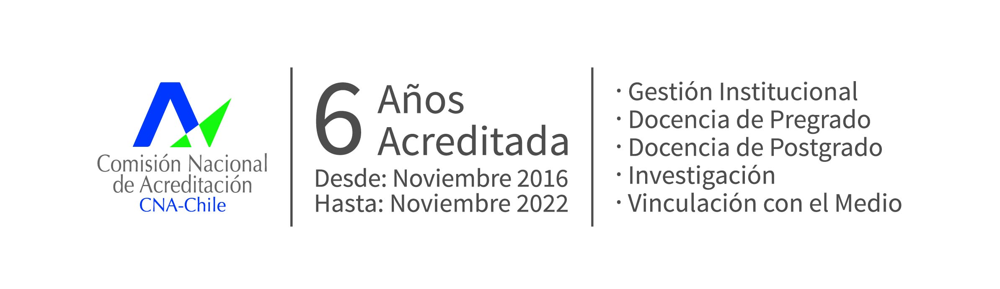 Comisión Nacional
de Acreditación
CNA-Chile
6 Años
Acreditada
Desde: Noviembre 2016
Hasta: Noviembre 2022
· Gestión Institucional
· Docencia de Pregrado
· Docencia de Postgrado
· Investigación
· Vinculación con el Medio